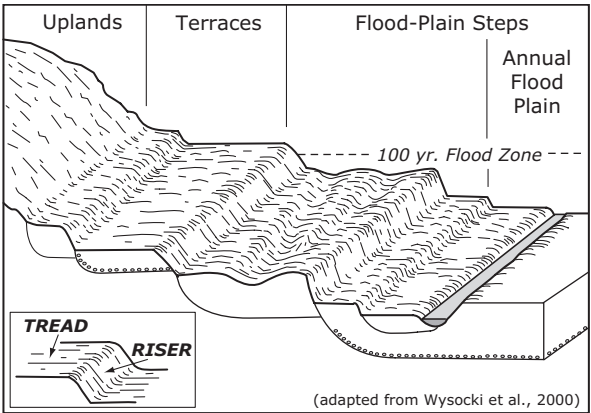 Uplands
Terraces
Flood-Plain Steps
Annual
Flood
Plain
100 yr. Flood Zone
TREAD
RISER
(adapted from Wysocki et al., 2000)